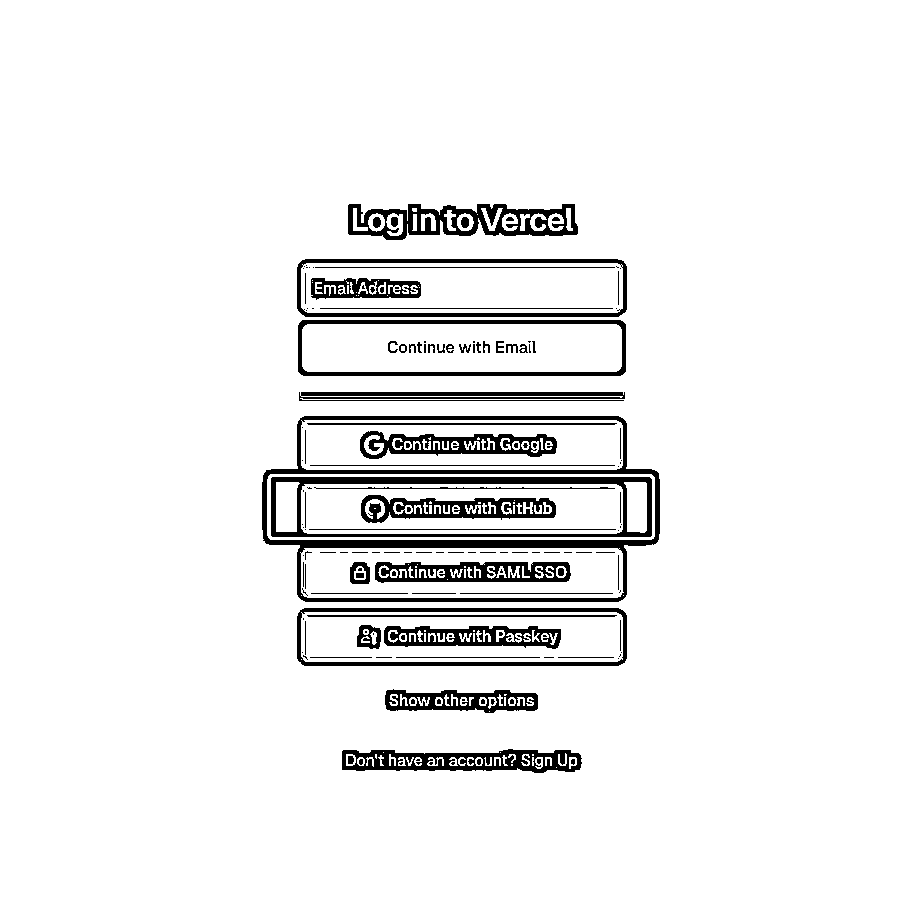 Log in to Vercel
Email Address
Continue with Email
Continue with Google
Continue with GitHub
Continue with SAML SSO
Continue with Passkey
Show other options
Don't have an account? Sign Up